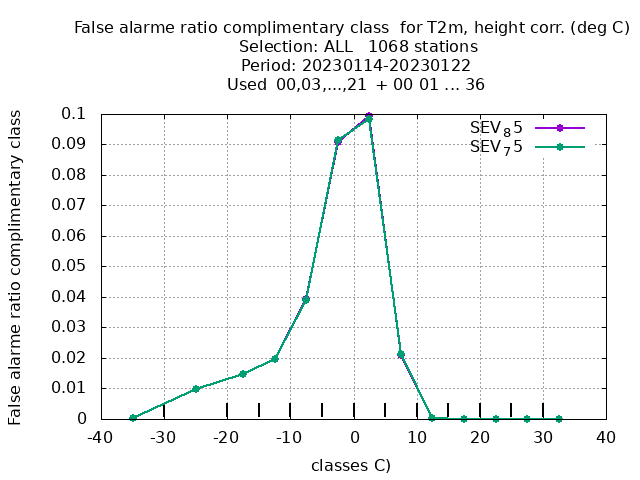 False alarme ratio complimentary class  for T2m, height corr. (deg C)
Selection: ALL   1068 stations
Period: 20230114-20230122
Used  00,03,...,21  + 00 01 ... 36
False alarme ratio complimentary class
0.1
0.09
0.08
0.07
0.06
0.05
0.04
0.03
0.02
0.01
0
SEV₈5
SEV₇5
-40 -30 -20 -10 0 10 20 30 40
classes C)